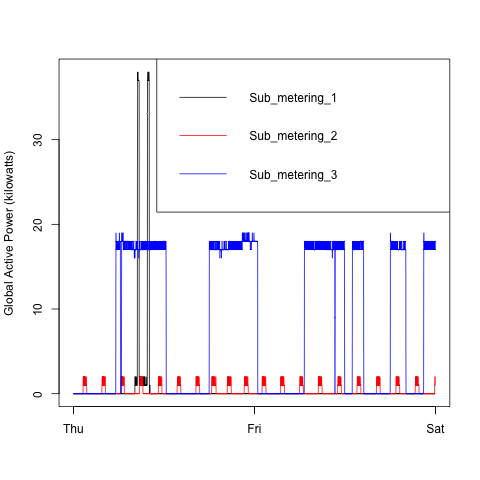 Global Active Power (kilowatts)
30
20
10
0
Sub_metering_1
Sub_metering_2
Sub_metering_3
Thu
Fri
Sat